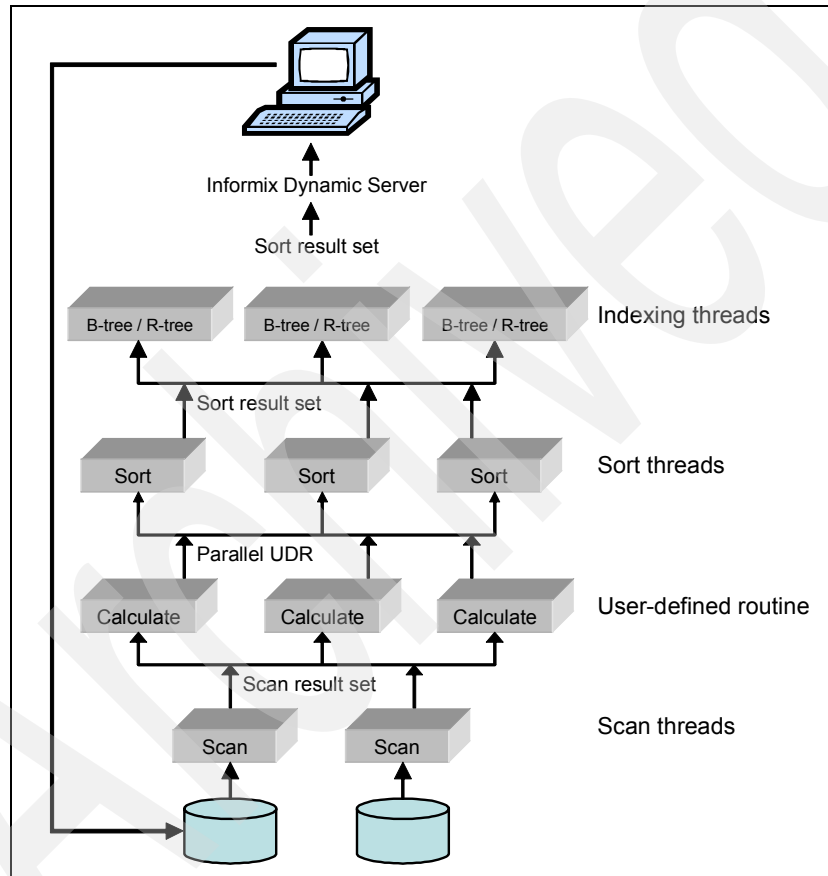 Informix Dynamic Server
Sort result set
B-tree / R-tree B-tree / R-tree B-tree / R-tree Indexing threads
Sort result set
Sort Sort Sort Sort threads
Parallel UDR
Calculate Calculate Calculate User-defined routine
Scan result set
Scan Scan Scan threads
Archived